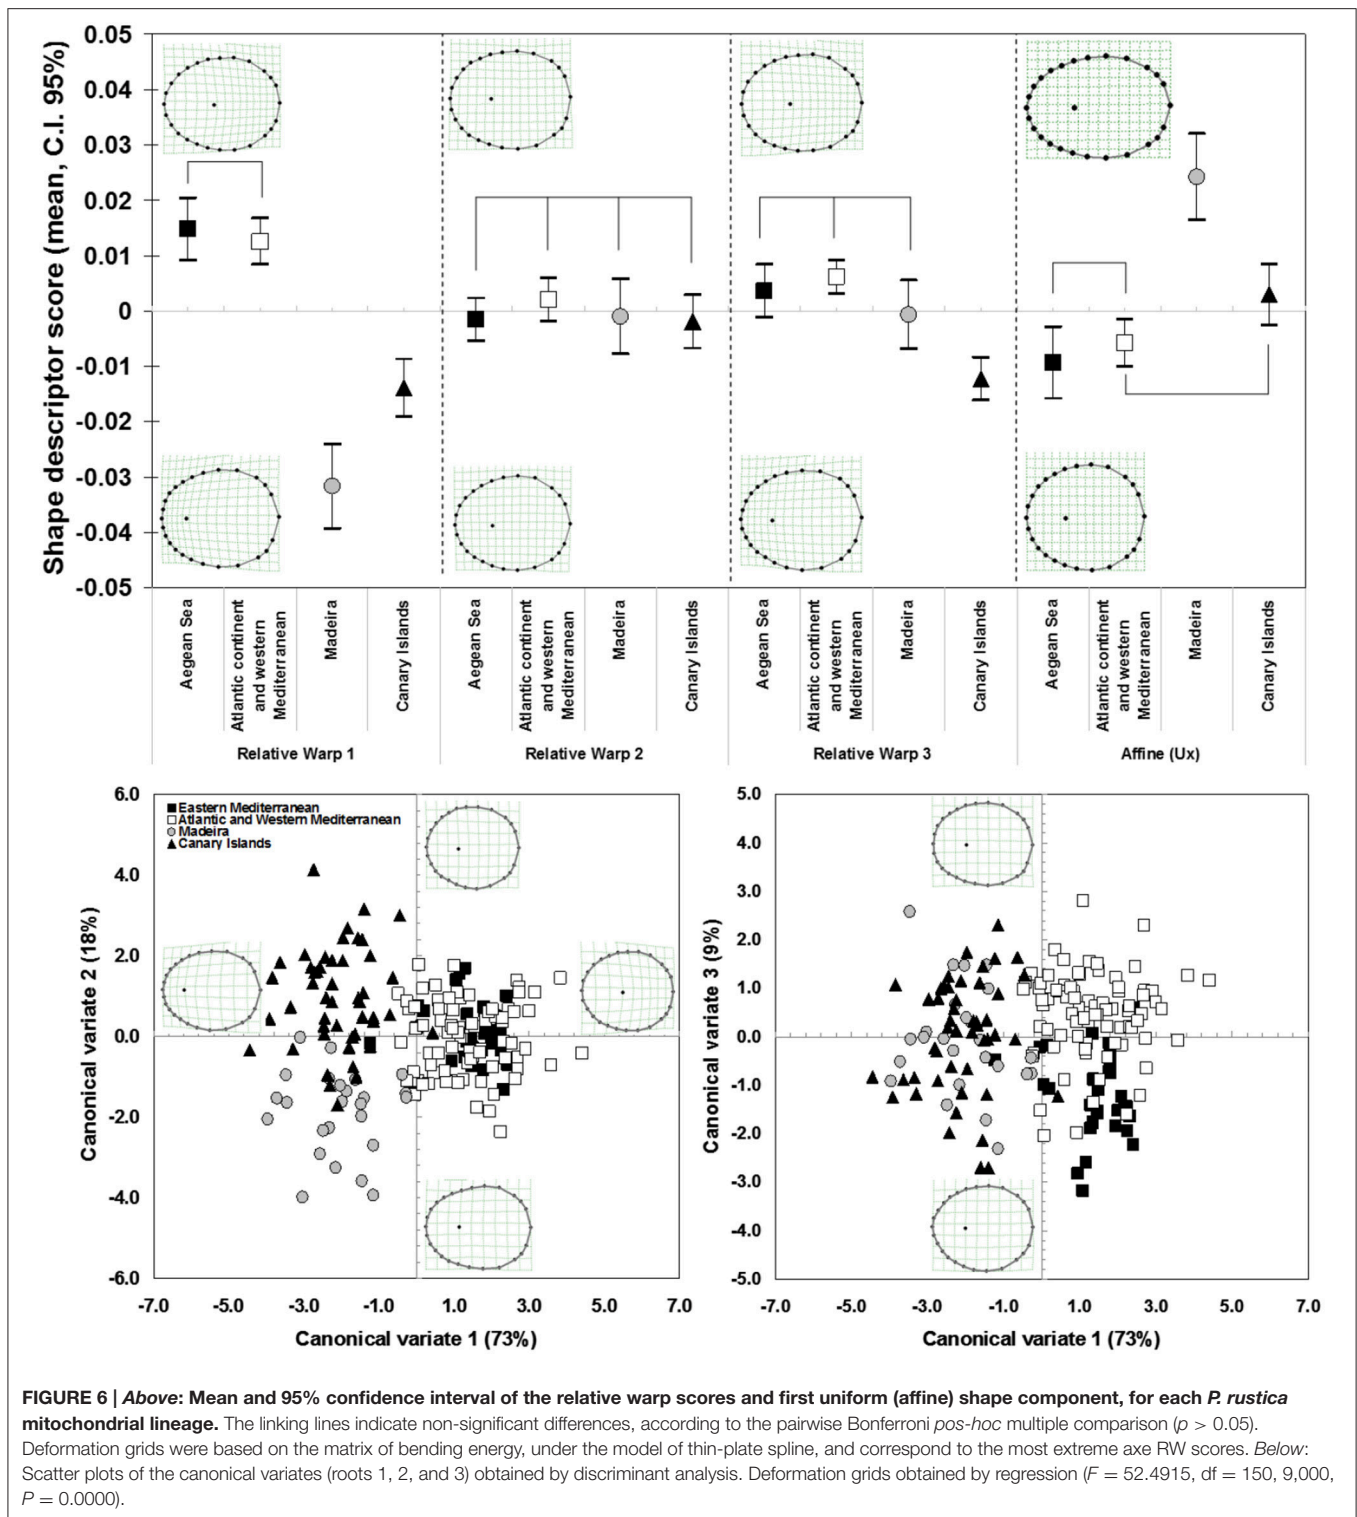 Shape descriptor score (mean, C.I. 95%)
0.05
0.04
0.03
0.02
0.01
0
-0.01
-0.02
-0.03
-0.04
-0.05
Aegean Sea
Atlantic continent
and western
Mediterranean
Madeira
Canary Islands
Aegean Sea
Atlantic continent
and western
Mediterranean
Madeira
Canary Islands
Aegean Sea
Atlantic continent
and western
Mediterranean
Madeira
Canary Islands
Aegean Sea
Atlantic continent
and western
Mediterranean
Madeira
Canary Islands
Relative Warp 1
Relative Warp 2
Relative Warp 3
Affine (Ux)
Canonical variate 2 (18%)
6.0
4.0
2.0
0.0
-2.0
-4.0
-6.0
Eastern Mediterranean
Atlantic and Western Mediterranean
Madeira
Canary Islands
-7.0 -5.0 -3.0 -1.0 1.0 3.0 5.0 7.0
Canonical variate 1 (73%)
Canonical variate 3 (9%)
5.0
4.0
3.0
2.0
1.0
0.0
-1.0
-2.0
-3.0
-4.0
-5.0
-7.0 -5.0 -3.0 -1.0 1.0 3.0 5.0 7.0
Canonical variate 1 (73%)
FIGURE 6 | Above: Mean and 95% confidence interval of the relative warp scores and first uniform (affine) shape component, for each P. rustica
mitochondrial lineage. The linking lines indicate non-significant differences, according to the pairwise Bonferroni pos-hoc multiple comparison (p > 0.05).
Deformation grids were based on the matrix of bending energy, under the model of thin-plate spline, and correspond to the most extreme axe RW scores. Below:
Scatter plots of the canonical variates (roots 1, 2, and 3) obtained by discriminant analysis. Deformation grids obtained by regression (F = 52.4915, df = 150, 9,000,
P = 0.0000).